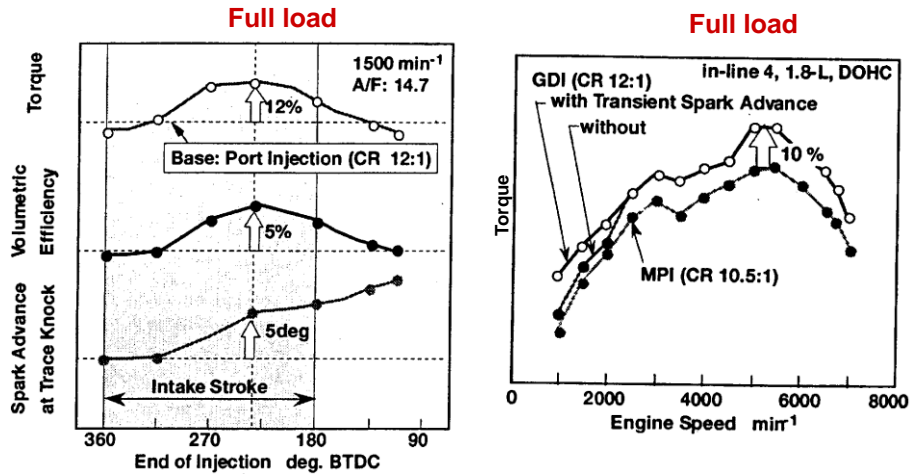 Full load
Torque
1500 min-1
A/F: 14.7
12%
Base: Port Injection (CR 12:1)
Volumetric
Efficiency
5%
Spark Advance
at Trace Knock
5deg
Intake Stroke
360 270 180 90
End of Injection deg. BTDC
Full load
in-line 4, 1.8-L, DOHC
GDI (CR 12:1)
with Transient Spark Advance
without
10 %
Torque
MPI (CR 10.5:1)
0 2000 4000 6000 8000
Engine Speed mirr1